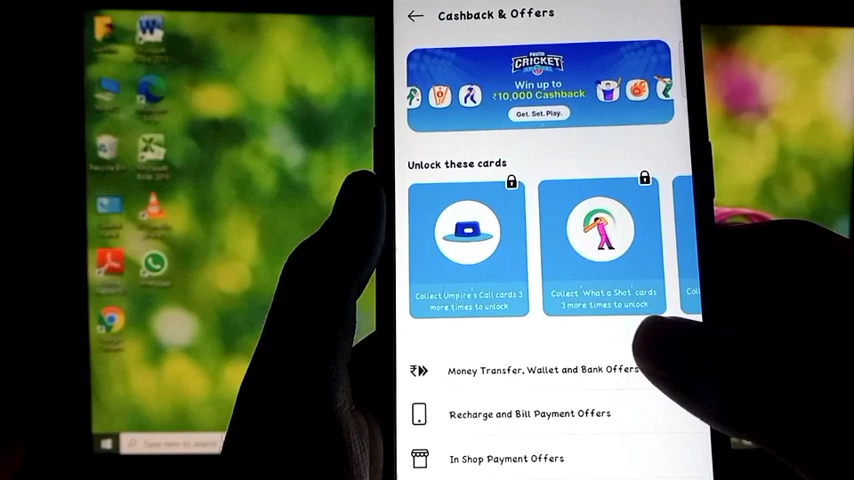 Cashback & Offers
PAYTM
CRICKET
Win up to
₹10,000 Cashback
Get. Set. Play.
Unlock these cards
Collect Umpire's Call cards 3
more times to unlock
Collect 'What a Shot' cards
3 more times to unlock
Money Transfer, Wallet and Bank Offers
Recharge and Bill Payment Offers
In Shop Payment Offers
Type here to search